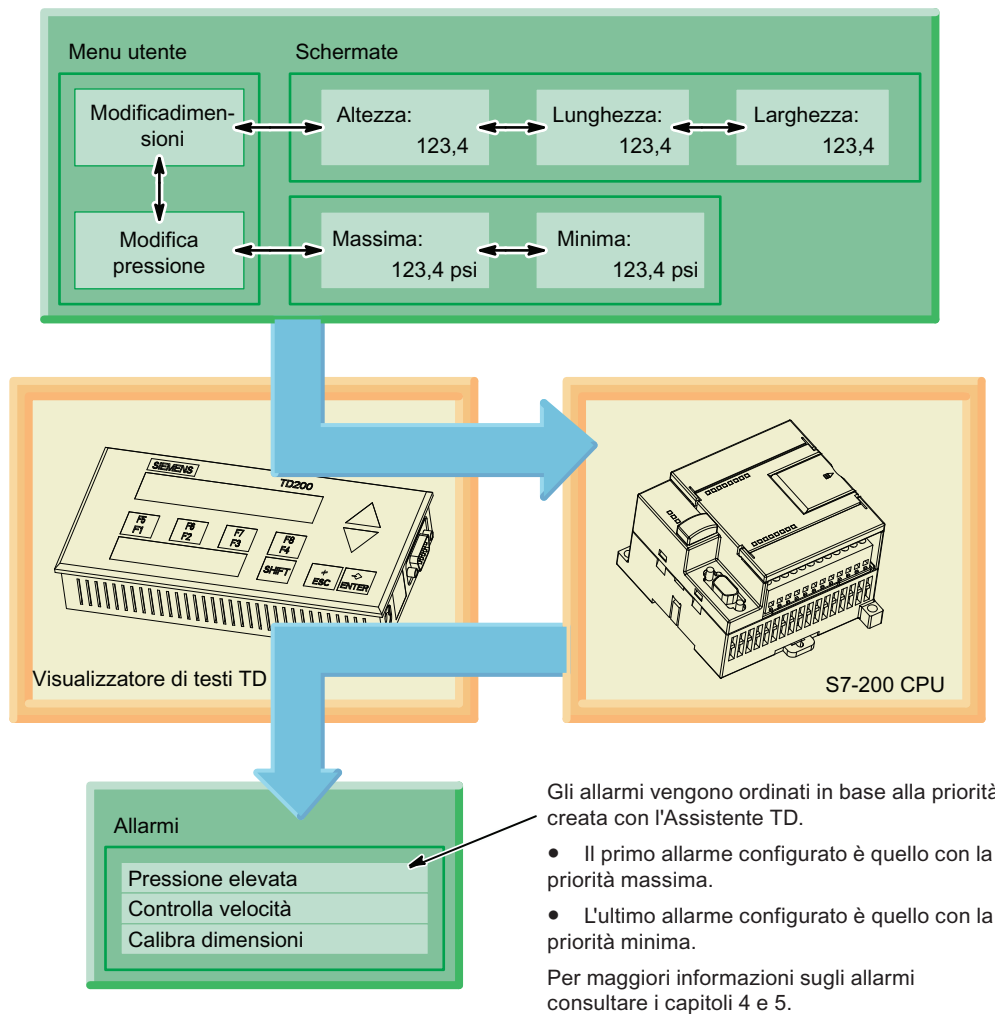 Menu utente
Schermate
Modificadimen-
sioni
Altezza:
123,4
Lunghezza:
123,4
Larghezza:
123,4
Modifica
pressione
Massima:
123,4 psi
Minima:
123,4 psi
SIEMENS
TD200
F5
F1
F6
F2
F7
F3
F8
F4
SHIFT
ESC
ENTER
Visualizzatore di testi TD
S7-200 CPU
Allarmi
Pressione elevata
Controlla velocità
Calibra dimensioni
Gli allarmi vengono ordinati in base alla priorità
creata con l'Assistente TD.
● Il primo allarme configurato è quello con la
priorità massima.
● L'ultimo allarme configurato è quello con la
priorità minima.
Per maggiori informazioni sugli allarmi
consultare i capitoli 4 e 5.